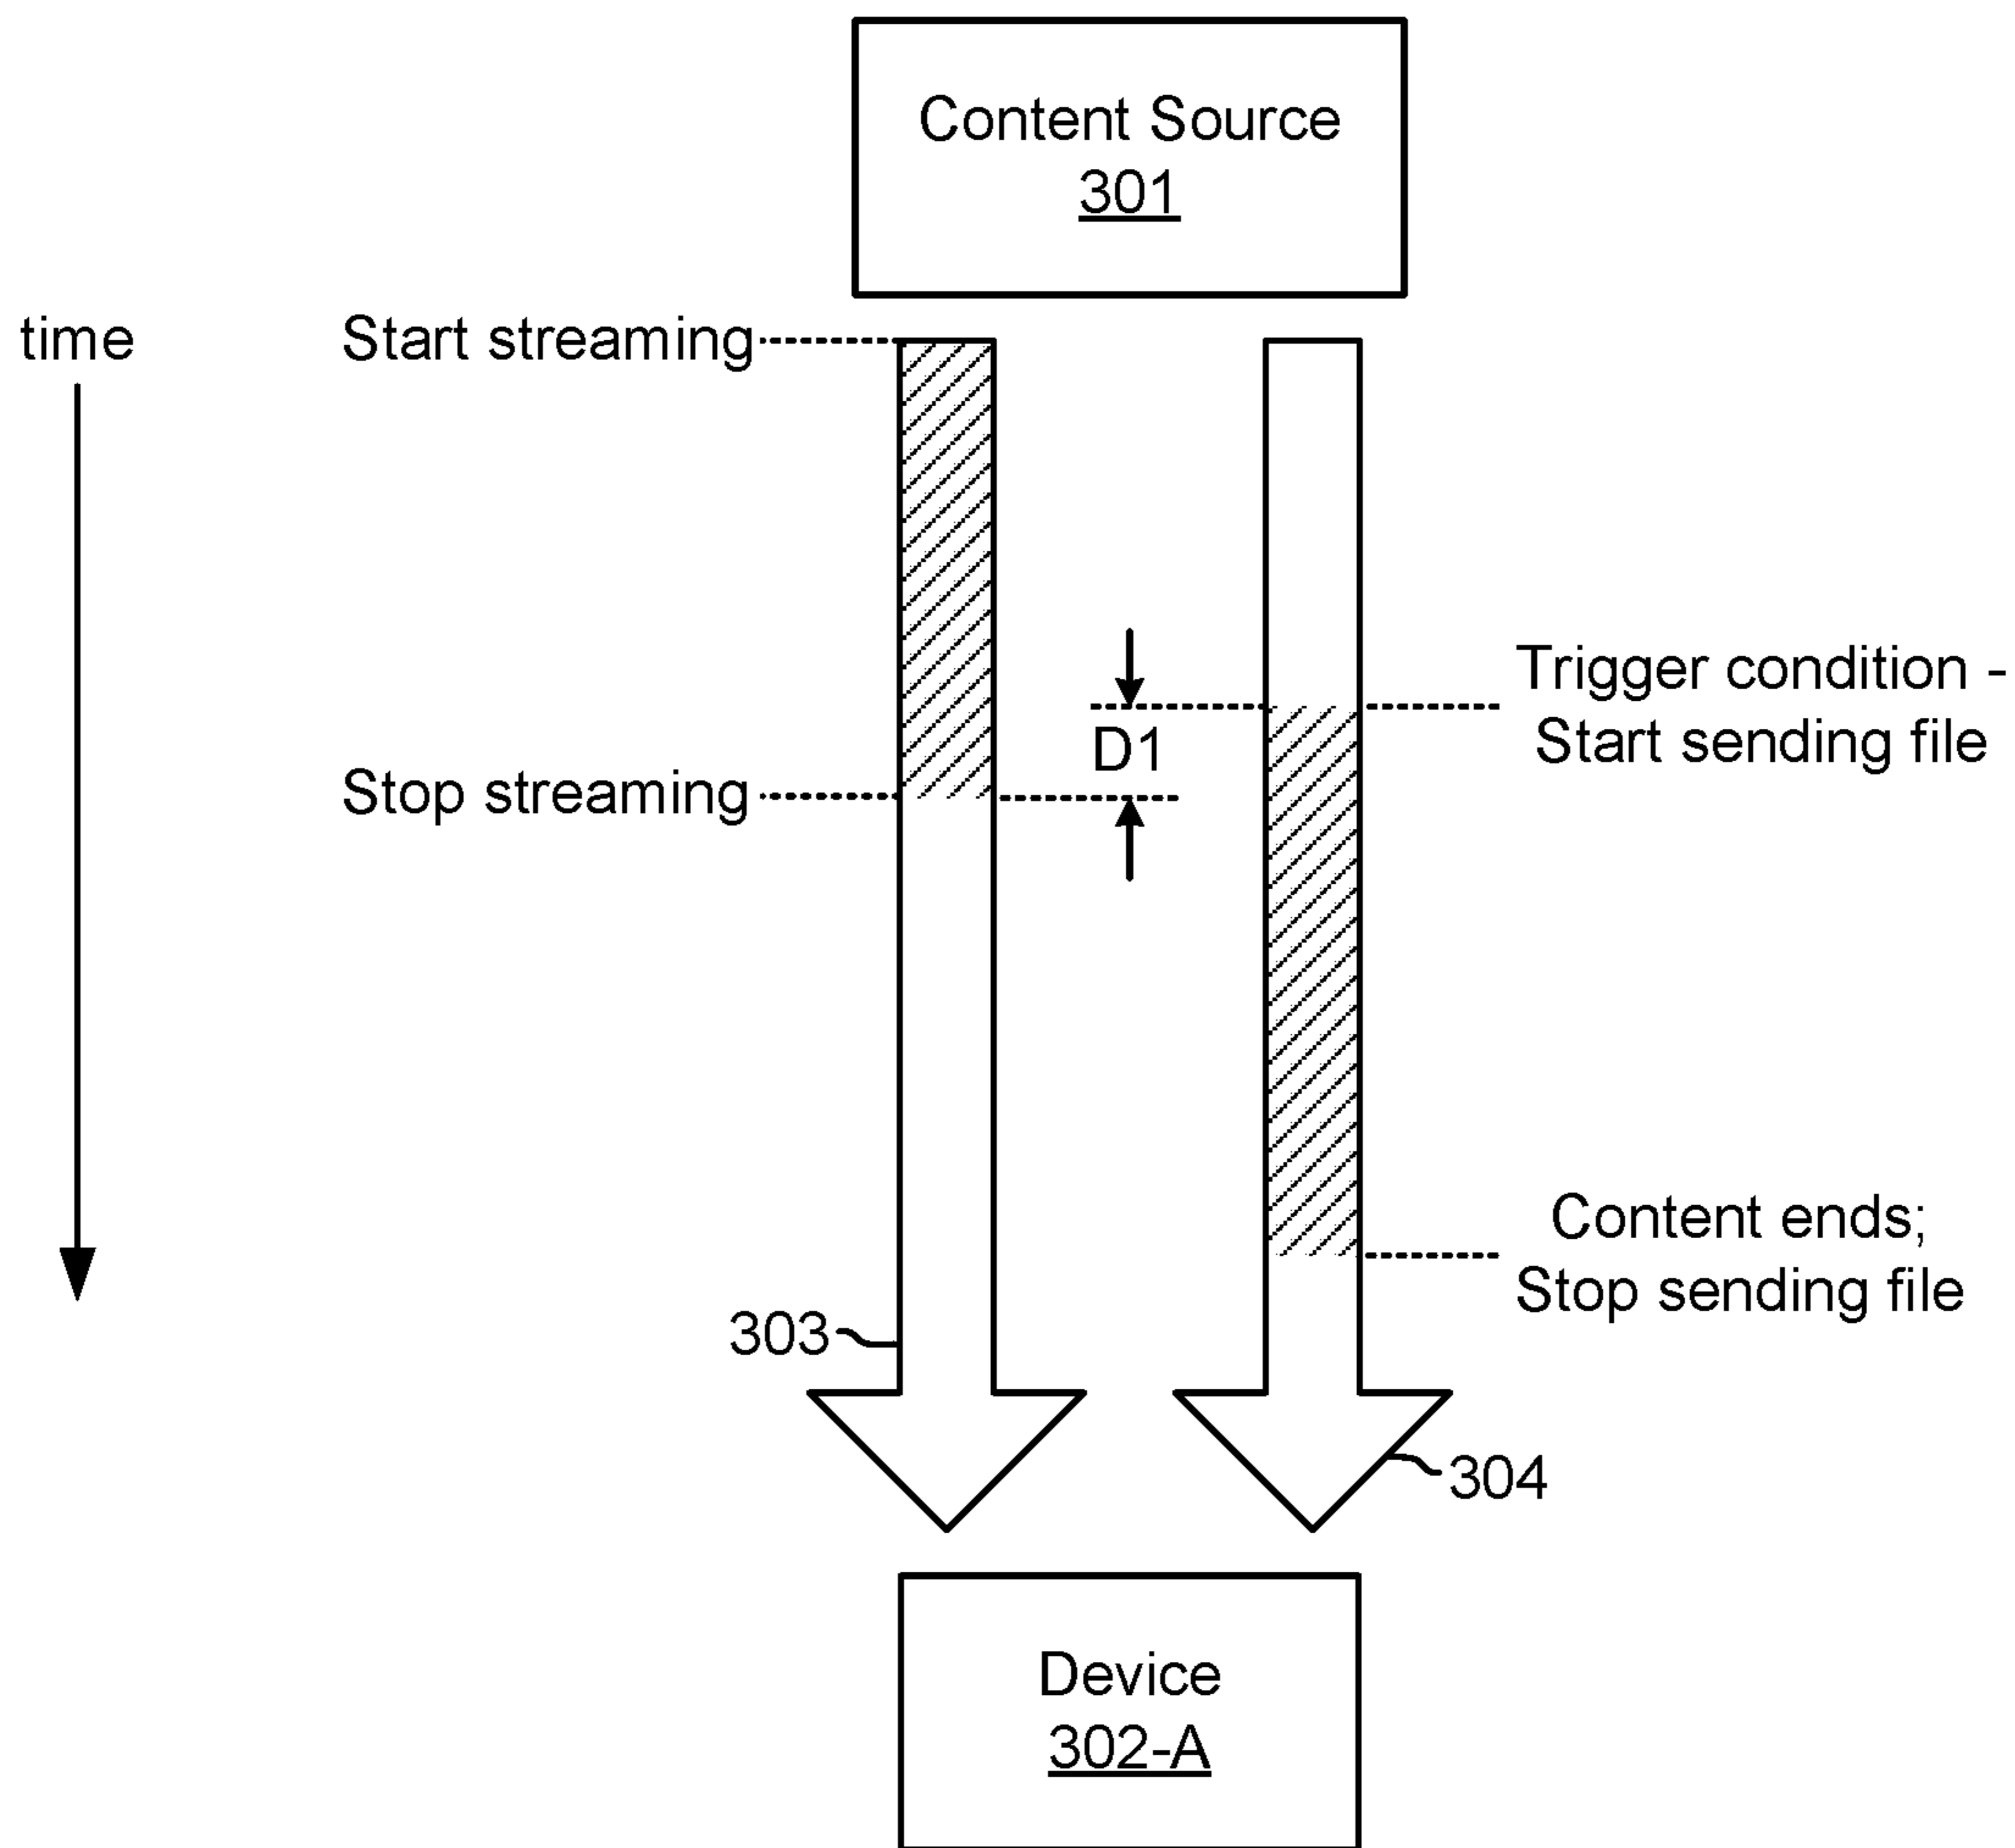 Content Source
301
time
Start streaming
Trigger condition -
Start sending file
D1
Stop streaming
Content ends;
Stop sending file
303
304
Device
302-A